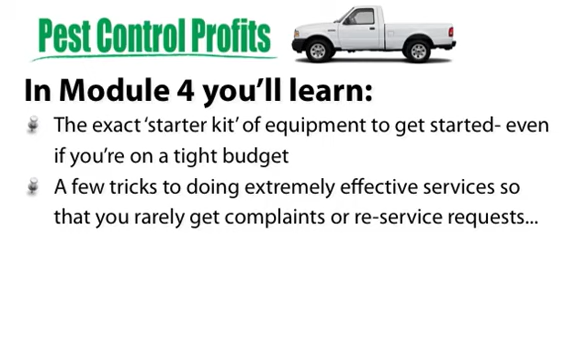 Pest Control Profits
In Module 4 you'll learn:
The exact 'starter kit' of equipment to get started- even
if you're on a tight budget
A few tricks to doing extremely effective services so
that you rarely get complaints or re-service requests...